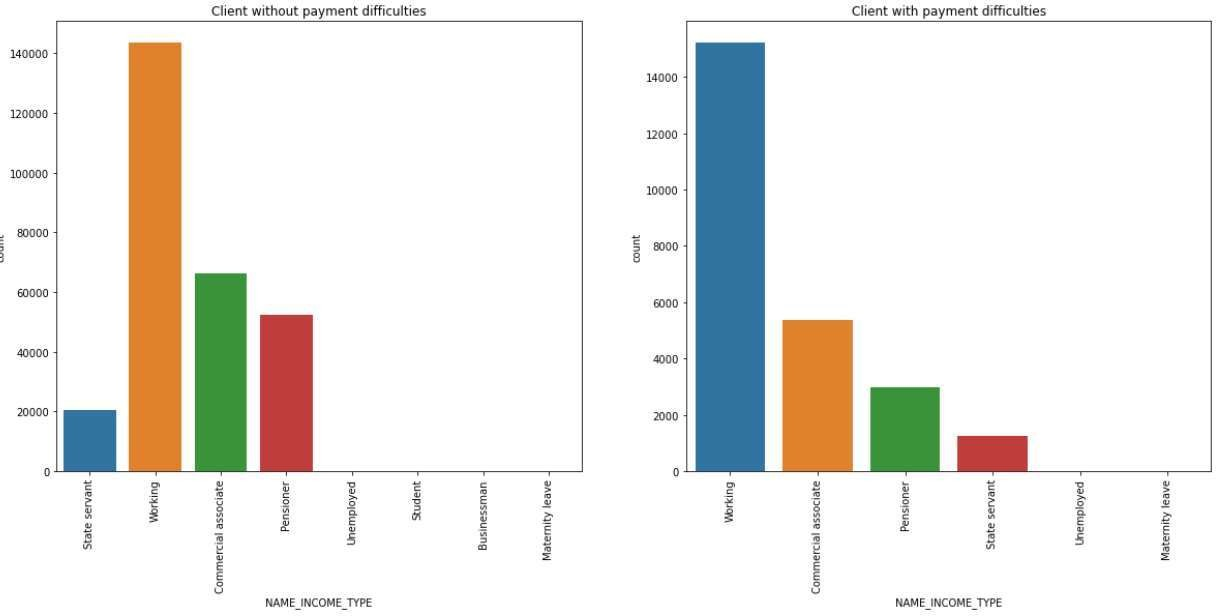 Client without payment difficulties
140000
120000
100000
80000
60000
40000
20000
0
count
State servant
Working
Commercial associate
Pensioner
Unemployed
Student
Businessman
Maternity leave
NAME_INCOME_TYPE
Client with payment difficulties
14000
12000
10000
8000
6000
4000
2000
0
count
Working
Commercial associate
Pensioner
State servant
Unemployed
Maternity leave
NAME_INCOME_TYPE